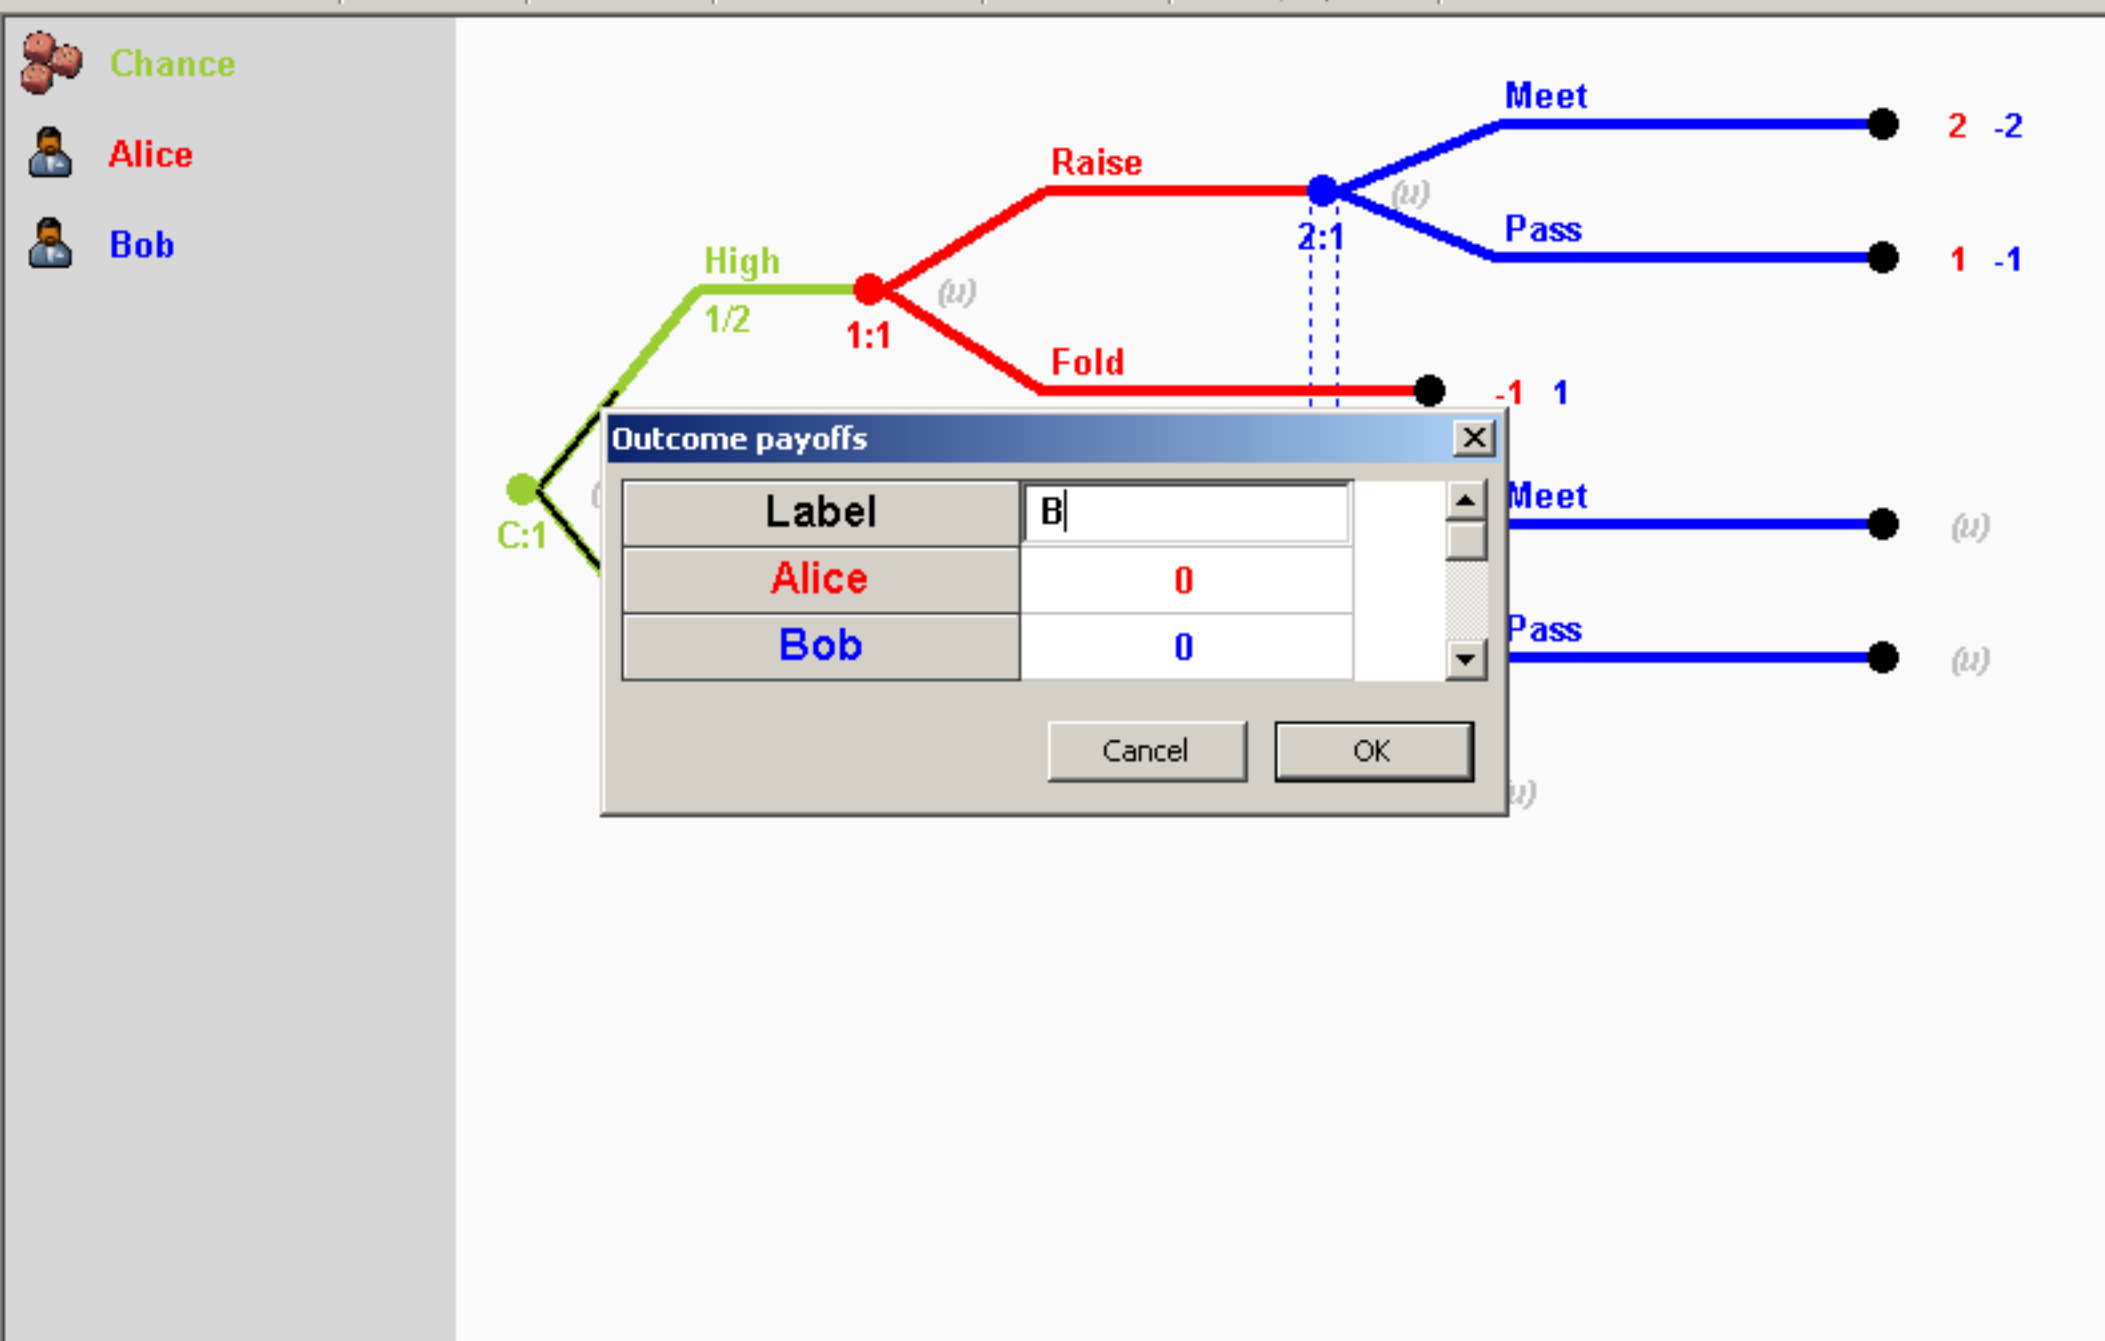 Chance
Alice
Bob
Meet
2 -2
Raise
(u)
2:1
Pass
1 -1
High
1/2
(u)
1:1
Fold
-1 1
Outcome payoffs
C:1
Label B
Alice 0
Bob 0
Cancel OK
Meet
(u)
Pass
(u)
u)